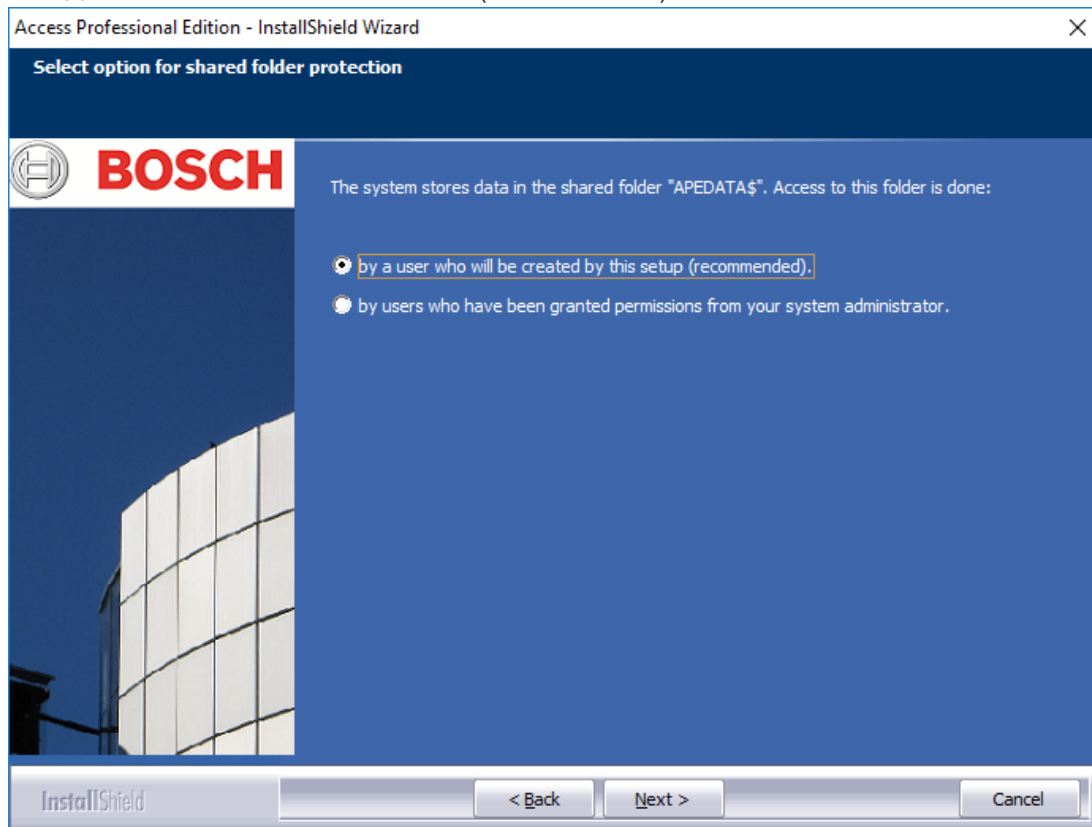 Access Professional Edition - InstallShield Wizard
Select option for shared folder protection
BOSCH
The system stores data in the shared folder "APEDATA$". Access to this folder is done:
by a user who will be created by this setup (recommended).
by users who have been granted permissions from your system administrator.
InstallShield
< Back
Next >
Cancel